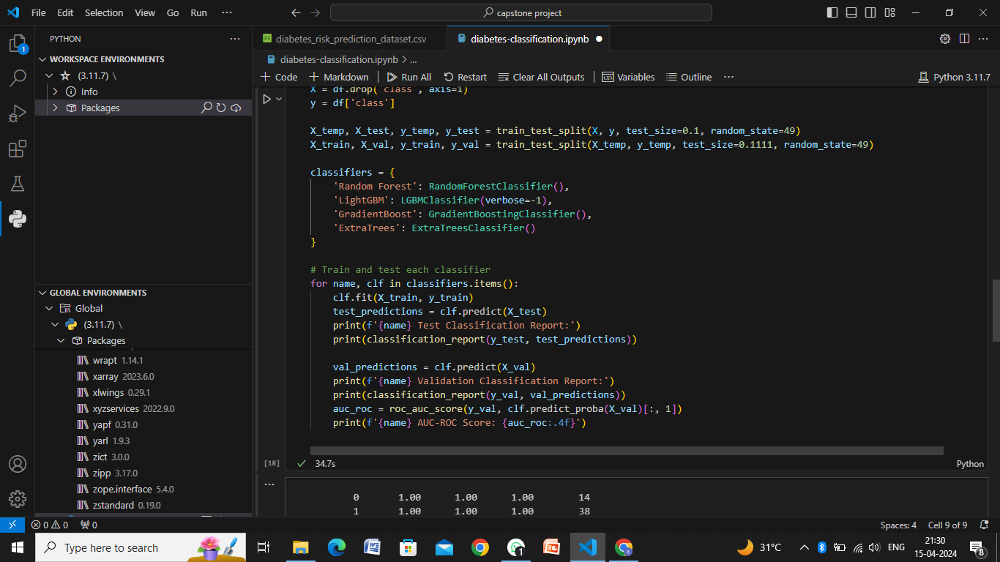 File Edit Selection View Go Run ···
capstone project
PYTHON
WORKSPACE ENVIRONMENTS
(3.11.7) \
Info
Packages
GLOBAL ENVIRONMENTS
Global
(3.11.7) \
Packages
wrapt 1.14.1
xarray 2023.6.0
xlwings 0.29.1
xyzservices 2022.9.0
yapf 0.31.0
yarl 1.9.3
zict 3.0.0
zipp 3.17.0
zope.interface 5.4.0
zstandard 0.19.0
diabetes_risk_prediction_dataset.csv
diabetes-classification.ipynb
diabetes-classification.ipynb > ...
+ Code + Markdown Run All Restart Clear All Outputs Variables Outline ··· Python 3.11.7
X = df.drop('class', axis=1)
y = df['class']
X_temp, X_test, y_temp, y_test = train_test_split(X, y, test_size=0.1, random_state=49)
X_train, X_val, y_train, y_val = train_test_split(X_temp, y_temp, test_size=0.1111, random_state=49)
classifiers = {
'Random Forest': RandomForestClassifier(),
'LightGBM': LGBMClassifier(verbose=-1),
'GradientBoost': GradientBoostingClassifier(),
'ExtraTrees': ExtraTreesClassifier()
}
# Train and test each classifier
for name, clf in classifiers.items():
clf.fit(X_train, y_train)
test_predictions = clf.predict(X_test)
print(f'{name} Test Classification Report:')
print(classification_report(y_test, test_predictions))
val_predictions = clf.predict(X_val)
print(f'{name} Validation Classification Report:')
print(classification_report(y_val, val_predictions))
auc_roc = roc_auc_score(y_val, clf.predict_proba(X_val)[:, 1])
print(f'{name} AUC-ROC Score: {auc_roc:.4f}')
[18] 34.7s Python
0 1.00 1.00 1.00 14
1 1.00 1.00 1.00 38
0 0 0 Spaces: 4 Cell 9 of 9
Type here to search
31°C ENG 21:30
15-04-2024 8